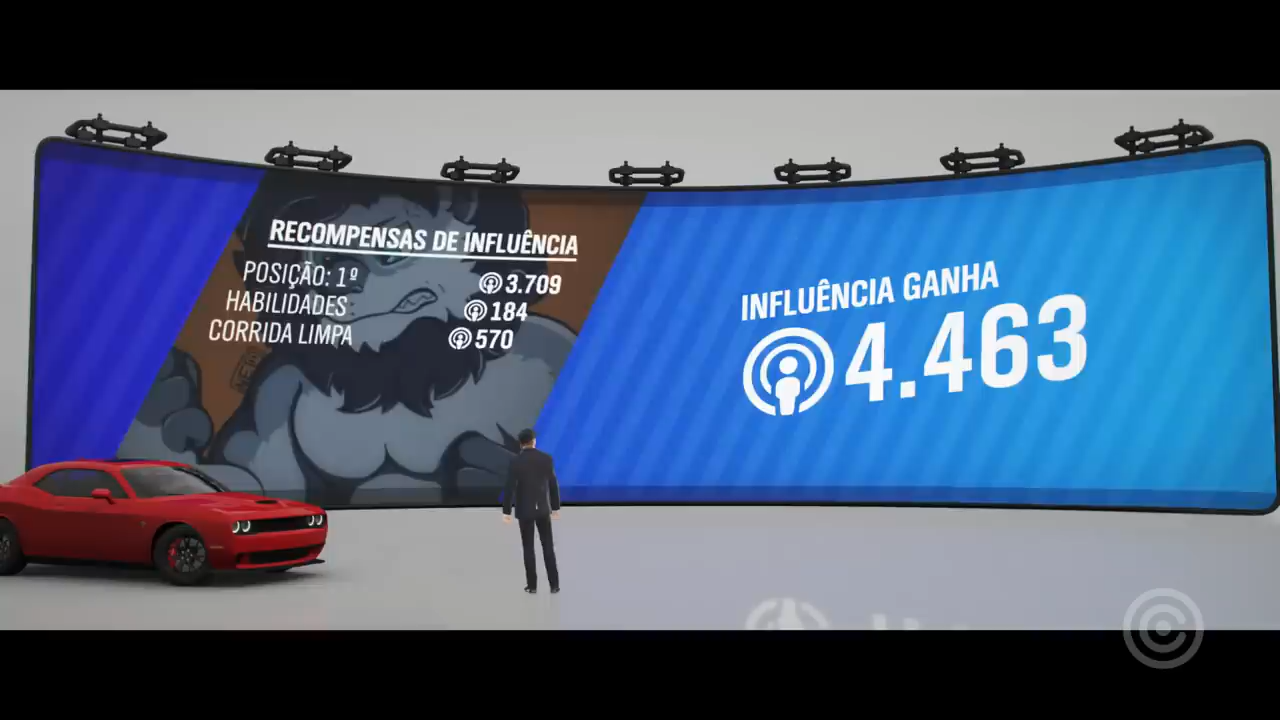 RECOMPENSAS DE INFLUÊNCIA
POSIÇÃO: 1º 3.709
HABILIDADES 184
CORRIDA LIMPA 570
INFLUÊNCIA GANHA
4.463